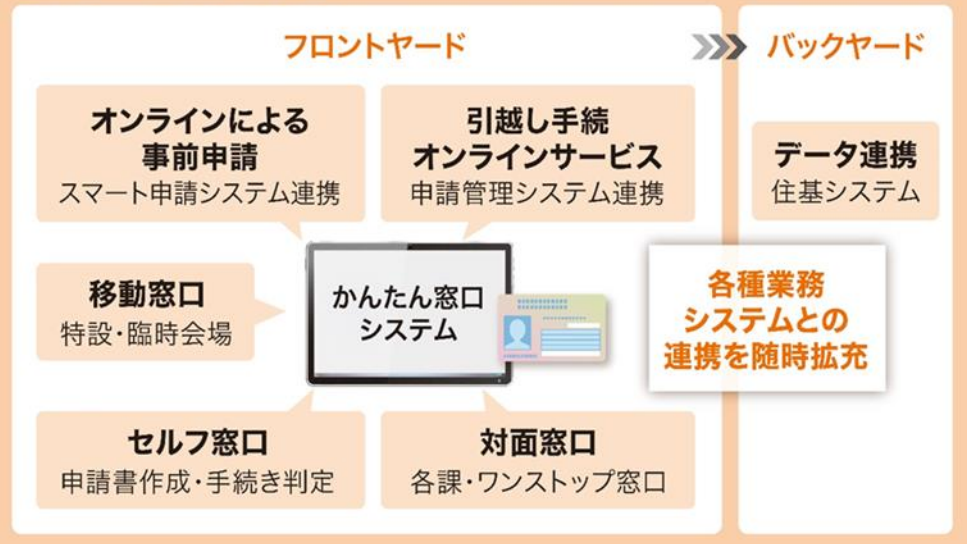 フロントヤード
バックヤード
オンラインによる
事前申請
スマート申請システム連携
引越し手続
オンラインサービス
申請管理システム連携
データ連携
住基システム
移動窓口
特設・臨時会場
かんたん窓口
システム
各種業務
システムとの
連携を随時拡充
セルフ窓口
申請書作成・手続き判定
対面窓口
各課・ワンストップ窓口